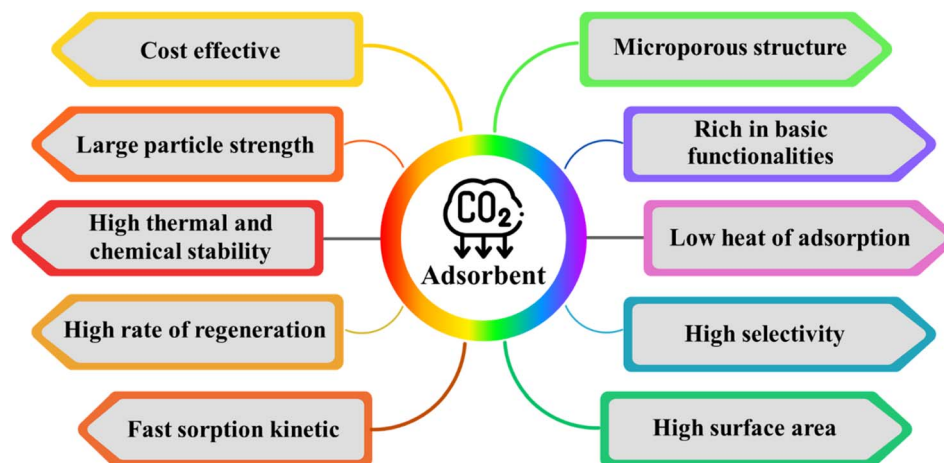 Cost effective
Large particle strength
High thermal and
chemical stability
High rate of regeneration
Fast sorption kinetic
CO2
Adsorbent
Microporous structure
Rich in basic
functionalities
Low heat of adsorption
High selectivity
High surface area